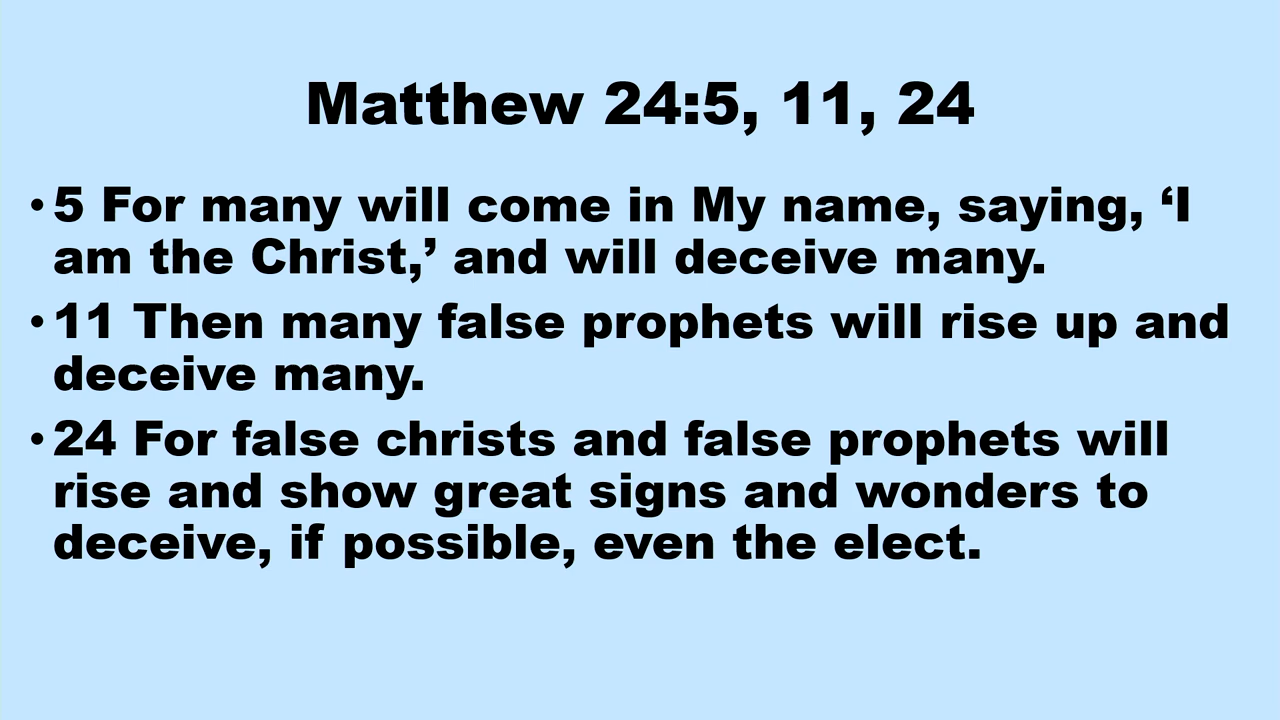 Matthew 24:5, 11, 24
• 5 For many will come in My name, saying, ‘I
am the Christ,’ and will deceive many.
• 11 Then many false prophets will rise up and
deceive many.
• 24 For false christs and false prophets will
rise and show great signs and wonders to
deceive, if possible, even the elect.